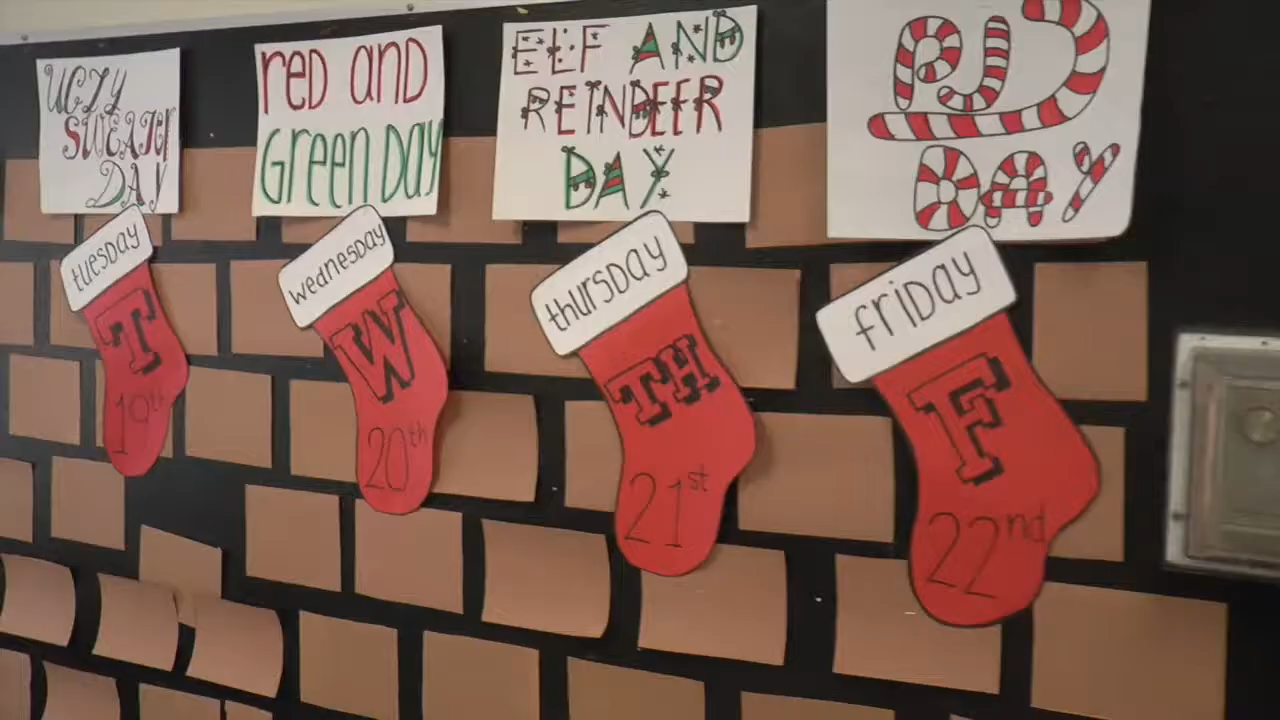 UGLY
SWEATER
DAY
RED AND
GREEN DAY
ELF AND
REINDEER
DAY
PJ
DAY
tuesday
T
19th
wednesday
W
20th
thursday
TH
21st
friday
F
22nd